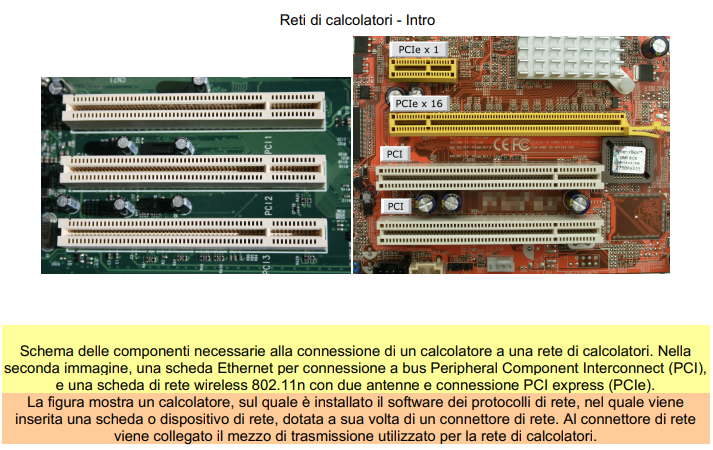 Reti di calcolatori - Intro
PCIe x 1
PCIe x 16
PCI
PCI
PCI1
PCI2
PCI3
Schema delle componenti necessarie alla connessione di un calcolatore a una rete di calcolatori. Nella
seconda immagine, una scheda Ethernet per connessione a bus Peripheral Component Interconnect (PCI),
e una scheda di rete wireless 802.11n con due antenne e connessione PCI express (PCIe).
La figura mostra un calcolatore, sul quale è installato il software dei protocolli di rete, nel quale viene
inserita una scheda o dispositivo di rete, dotata a sua volta di un connettore di rete. Al connettore di rete
viene collegato il mezzo di trasmissione utilizzato per la rete di calcolatori.